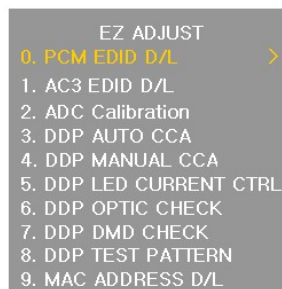 EZ ADJUST
0. PCM EDID D/L >
1. AC3 EDID D/L
2. ADC Calibration
3. DDP AUTO CCA
4. DDP MANUAL CCA
5. DDP LED CURRENT CTRL
6. DDP OPTIC CHECK
7. DDP DMD CHECK
8. DDP TEST PATTERN
9. MAC ADDRESS D/L